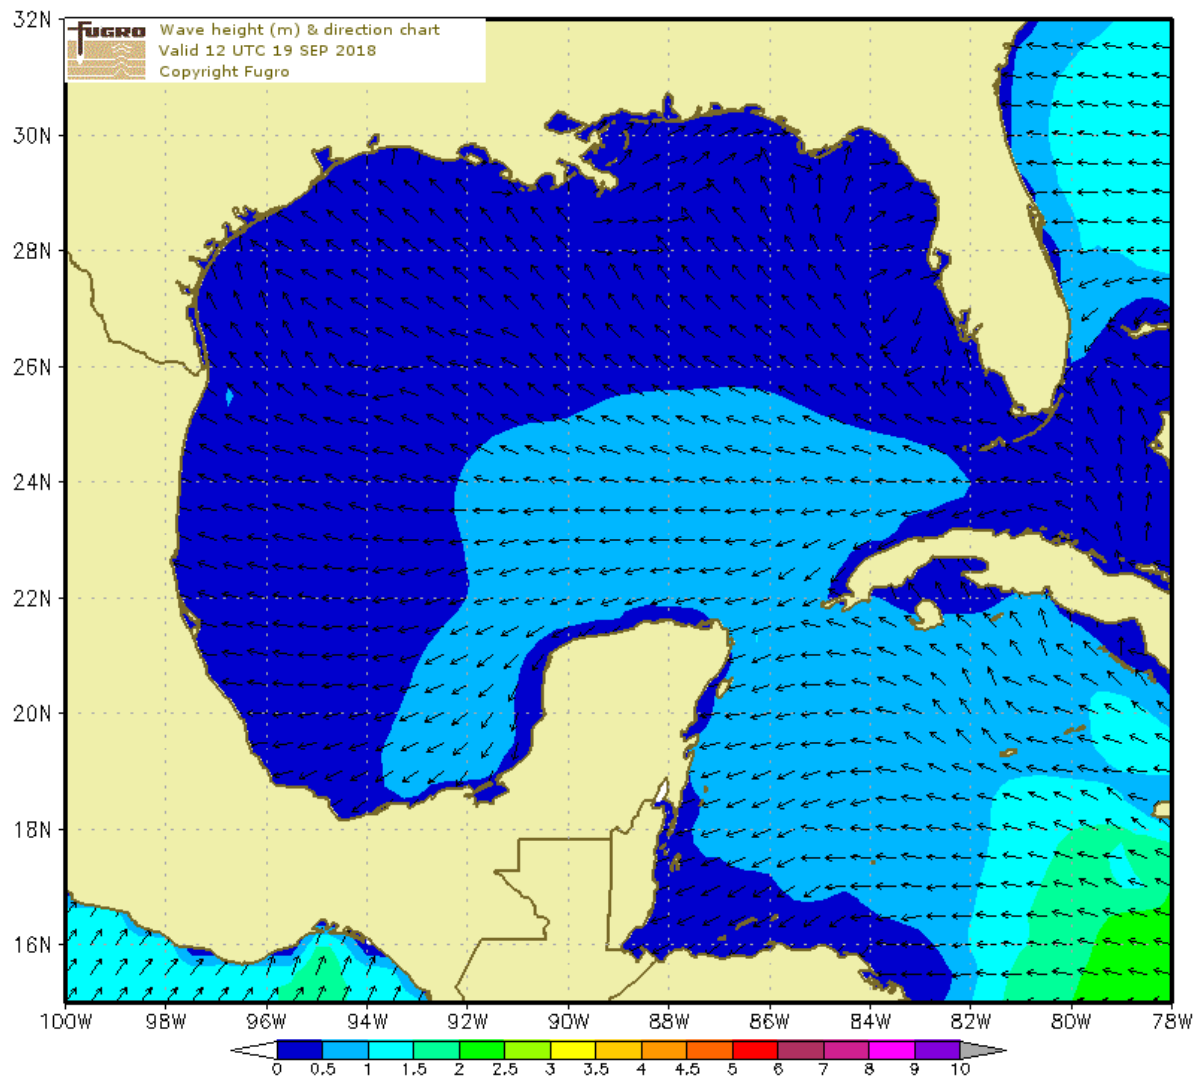 FUGRO
Wave height (m) & direction chart
Valid 12 UTC 19 SEP 2018
Copyright Fugro
32N
30N
28N
26N
24N
22N
20N
18N
16N
100W 98W 96W 94W 92W 90W 88W 86W 84W 82W 80W 78W
0 0.5 1 1.5 2 2.5 3 3.5 4 4.5 5 6 7 8 9 10